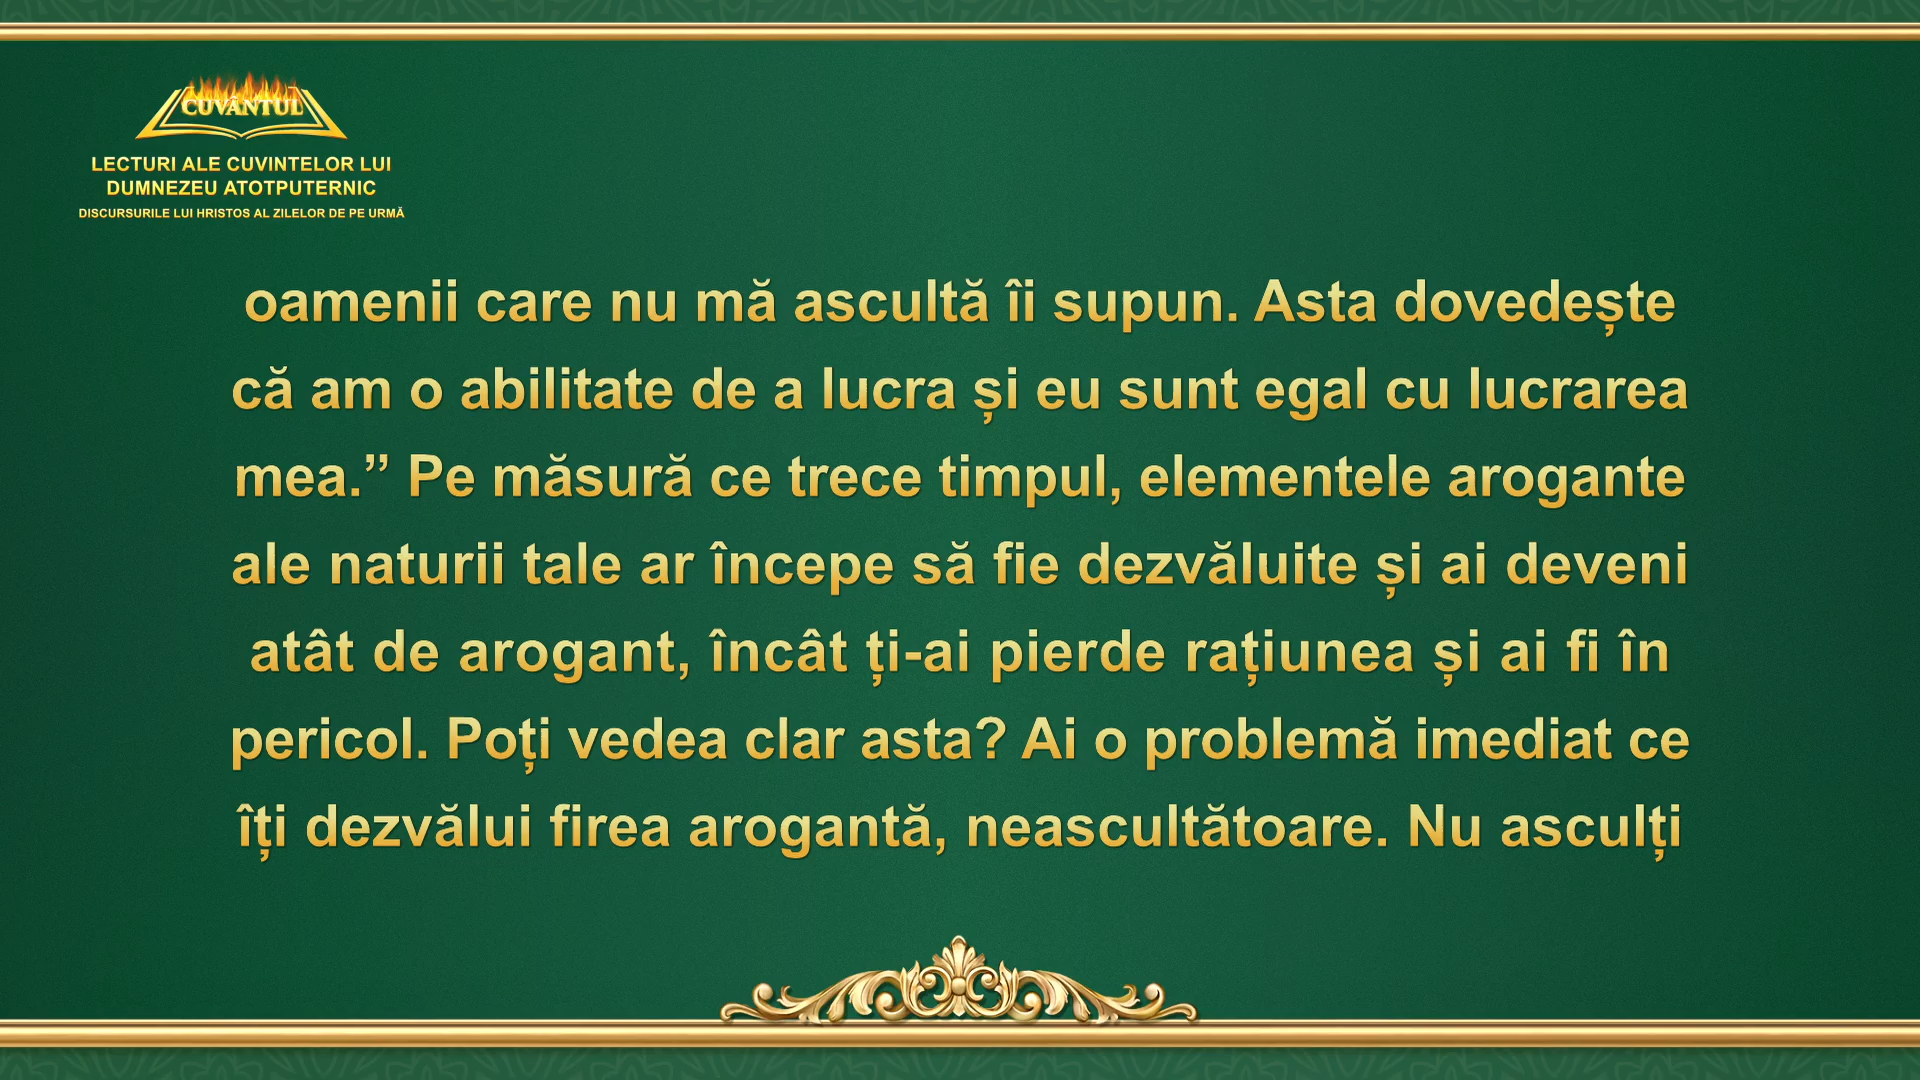 CUVÂNTUL
LECTURI ALE CUVINTELOR LUI
DUMNEZEU ATOTPUTERNIC
DISCURSURILE LUI HRISTOS AL ZILELOR DE PE URMĂ
oamenii care nu mă ascultă îi supun. Asta dovedește
că am o abilitate de a lucra și eu sunt egal cu lucrarea
mea.” Pe măsură ce trece timpul, elementele arogante
ale naturii tale ar începe să fie dezvăluite și ai deveni
atât de arogant, încât ți-ai pierde rațiunea și ai fi în
pericol. Poți vedea clar asta? Ai o problemă imediat ce
îți dezvălui firea arogantă, neascultătoare. Nu asculți